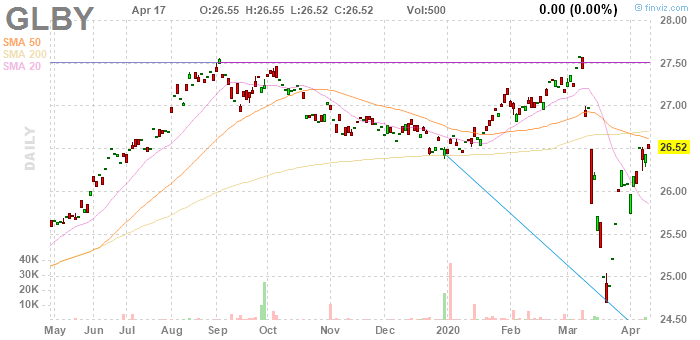 GLBY Apr 17 O:26.55 H:26.55 L:26.52 C:26.52 Vol:500 0.00 (0.00%)
© finviz.com
SMA 50
SMA 200
SMA 20
DAILY
28.00
27.50
27.00
26.52
26.00
25.50
25.00
24.50
40K
30K
20K
10K
May Jun Jul Aug Sep Oct Nov Dec 2020 Feb Mar Apr